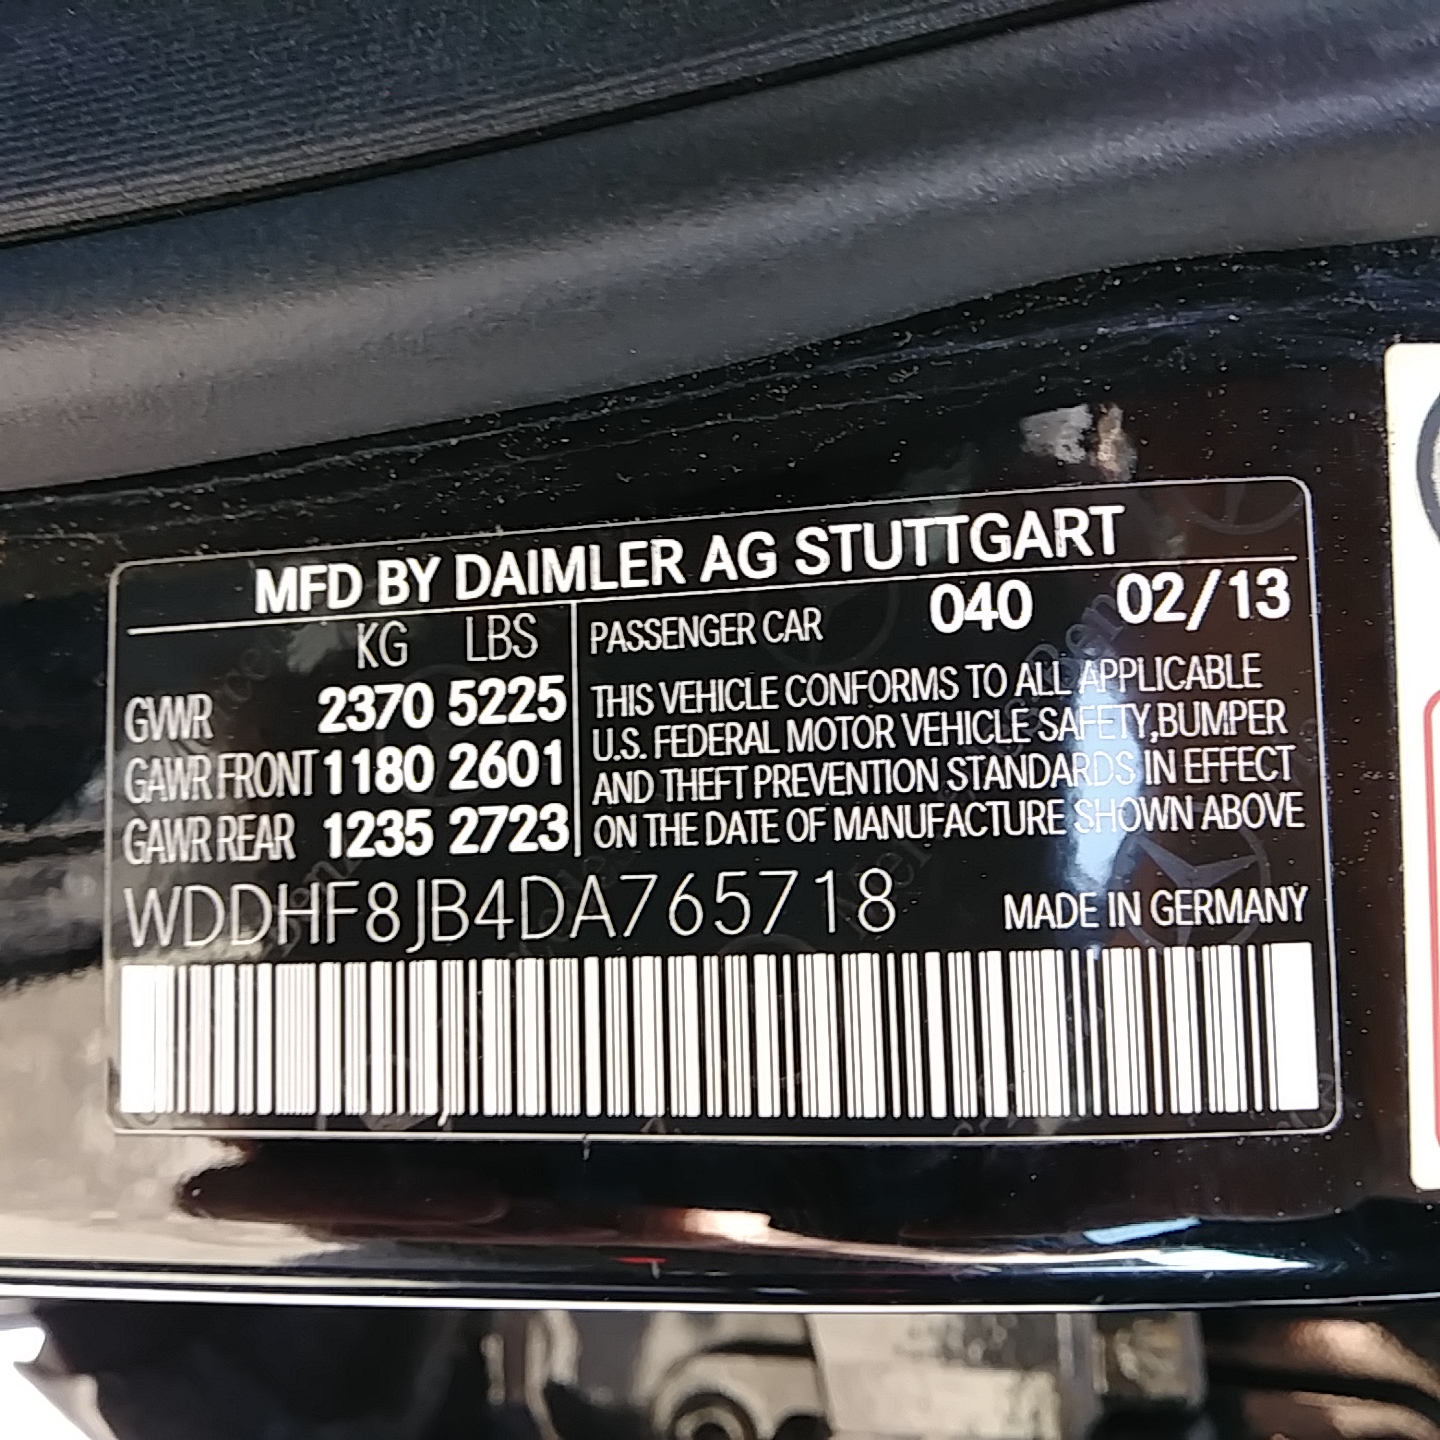 MFD BY DAIMLER AG STUTTGART
KG LBS
GVWR 2370 5225
GAWR FRONT 1180 2601
GAWR REAR 1235 2723
PASSENGER CAR 040 02/13
THIS VEHICLE CONFORMS TO ALL APPLICABLE
U.S. FEDERAL MOTOR VEHICLE SAFETY,BUMPER
AND THEFT PREVENTION STANDARDS IN EFFECT
ON THE DATE OF MANUFACTURE SHOWN ABOVE
WDDHF8JB4DA765718
MADE IN GERMANY